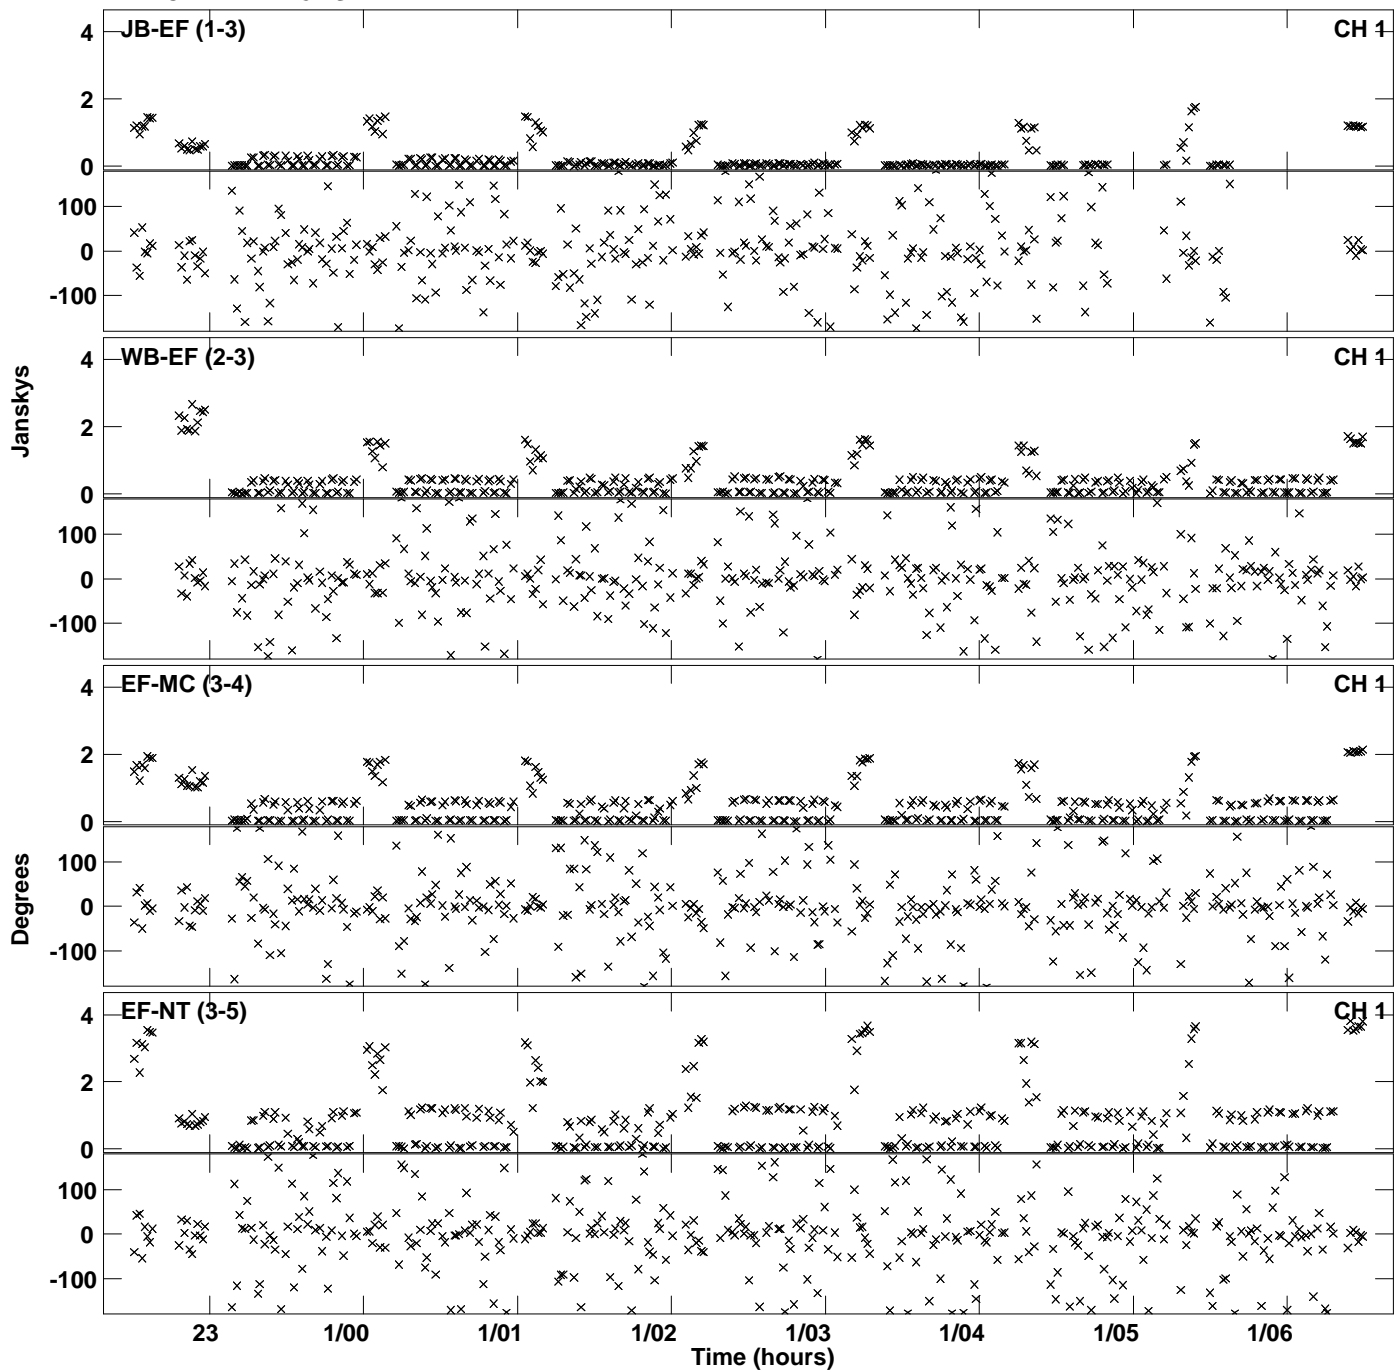 JB-EF (1-3)
CH 1
4
2
0
100
0
-100
WB-EF (2-3)
CH 1
4
2
0
100
0
-100
Janskys
EF-MC (3-4)
CH 1
4
2
0
100
0
-100
Degrees
EF-NT (3-5)
CH 1
4
2
0
100
0
-100
23 1/00 1/01 1/02 1/03 1/04 1/05 1/06
Time (hours)